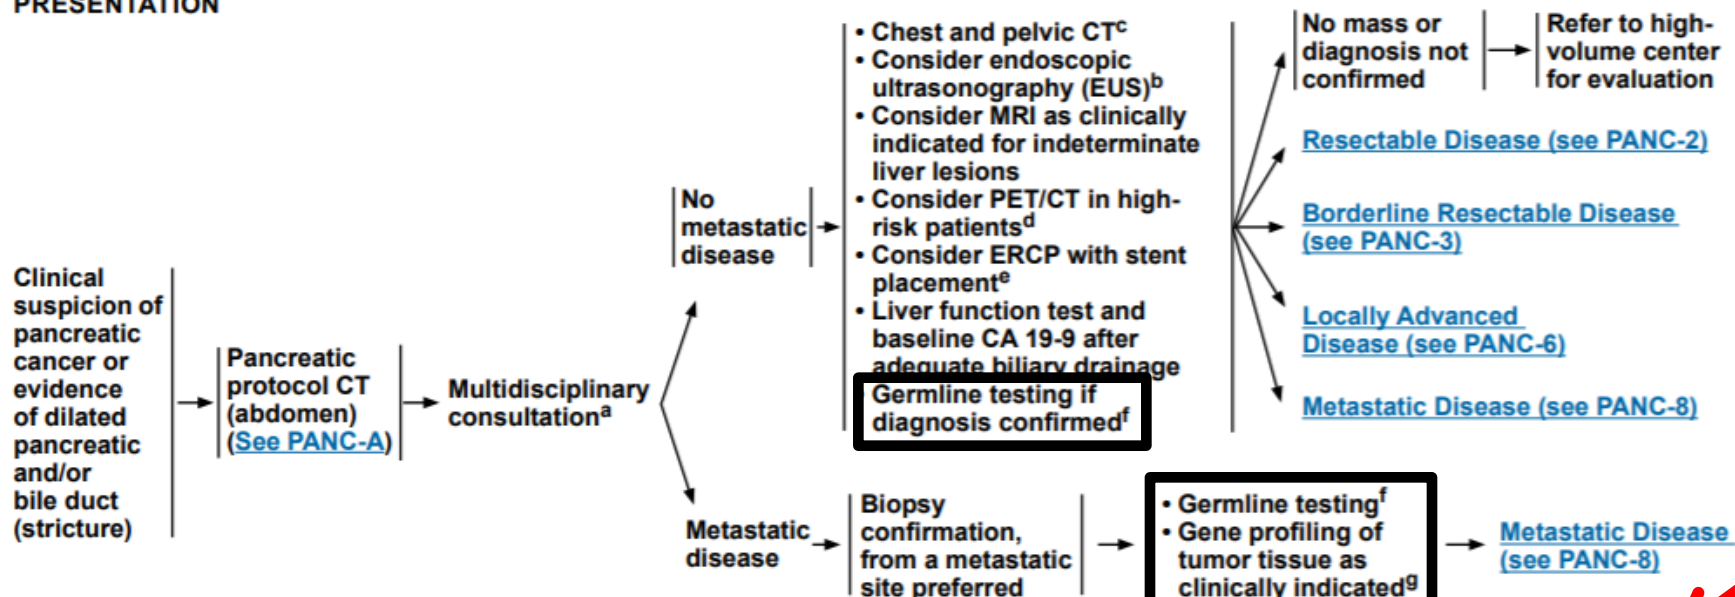 PRESENTATION
Clinical
suspicion of
pancreatic
cancer or
evidence
of dilated
pancreatic
and/or
bile duct
(stricture)
Pancreatic
protocol CT
(abdomen)
(See PANC-A)
Multidisciplinary
consultationᵃ
No
metastatic
disease
• Chest and pelvic CTᶜ
• Consider endoscopic
ultrasonography (EUS)ᵇ
• Consider MRI as clinically
indicated for indeterminate
liver lesions
• Consider PET/CT in high-
risk patientsᵈ
• Consider ERCP with stent
placementᵉ
• Liver function test and
baseline CA 19-9 after
adequate biliary drainage
Germline testing if
diagnosis confirmedᶠ
No mass or
diagnosis not
confirmed
Refer to high-
volume center
for evaluation
Resectable Disease (see PANC-2)
Borderline Resectable Disease
(see PANC-3)
Locally Advanced
Disease (see PANC-6)
Metastatic Disease (see PANC-8)
Metastatic
disease
Biopsy
confirmation,
from a metastatic
site preferred
• Germline testingᶠ
• Gene profiling of
tumor tissue as
clinically indicatedᵍ
Metastatic Disease
(see PANC-8)